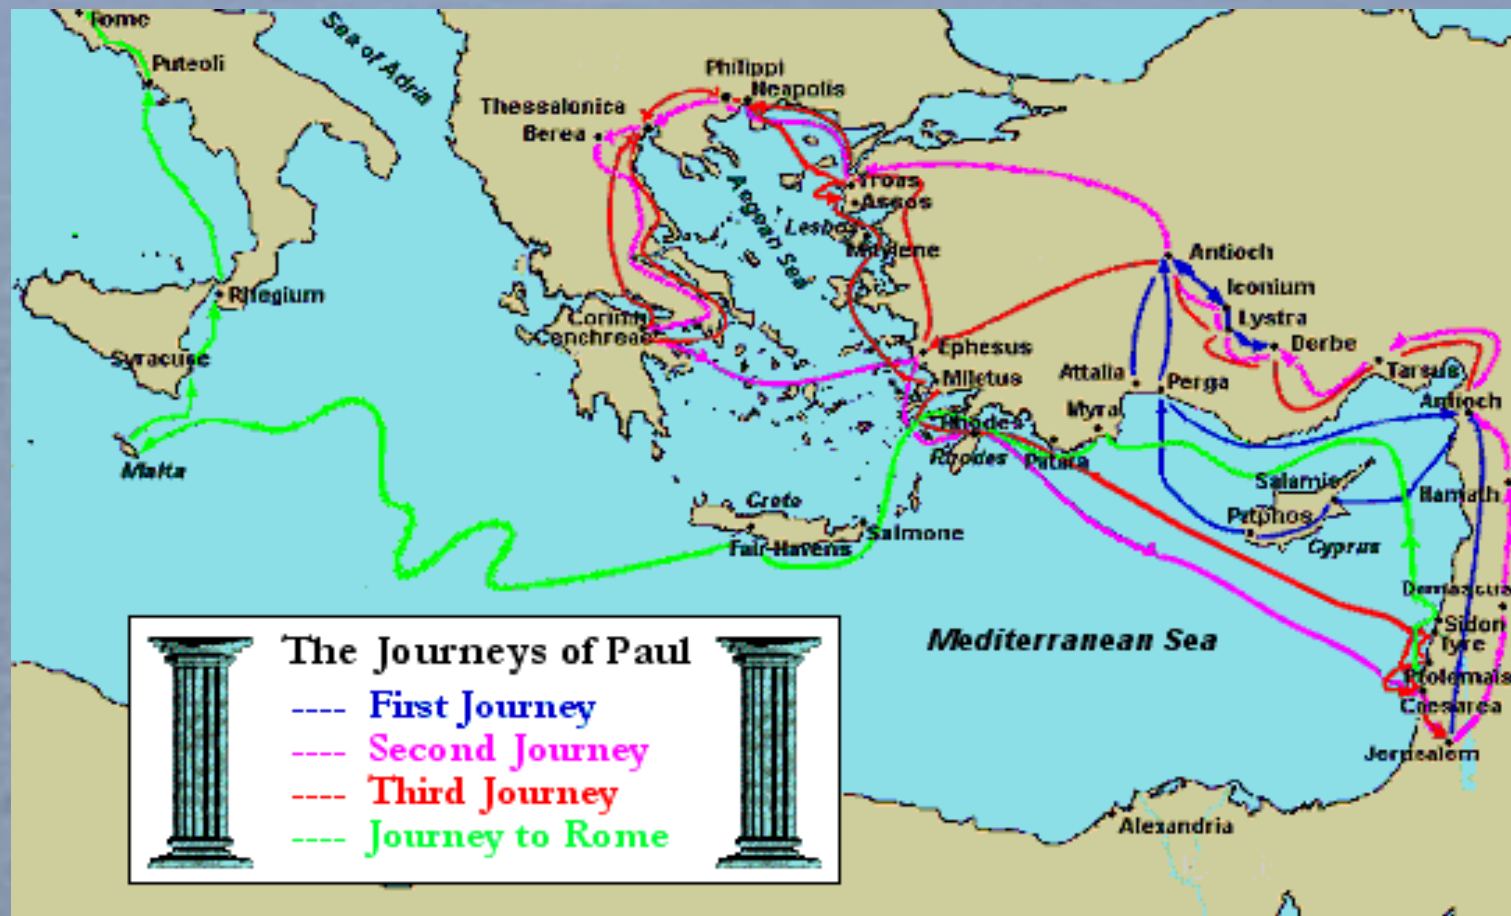 Rome
Puteoli
Sea of Adria
Philippi
Neapolis
Thessalonica
Berea
Troas
Assos
Aegean Sea
Lesbos
Mitylene
Antioch
Iconium
Lystra
Derbe
Rhegium
Corinth
Cenchreae
Syracuse
Ephesus
Miletus
Attalia
Perga
Tarsus
Antioch
Myra
Rhodes
Rhodes
Patara
Malta
Crete
Salamis
Hamath
Paphos
Cyprus
Fair Havens
Salmone
Damascus
Sidon
Tyre
Mediterranean Sea
Ptolemais
Caesarea
Jerusalem
Alexandria
The Journeys of Paul
---- First Journey
---- Second Journey
---- Third Journey
---- Journey to Rome